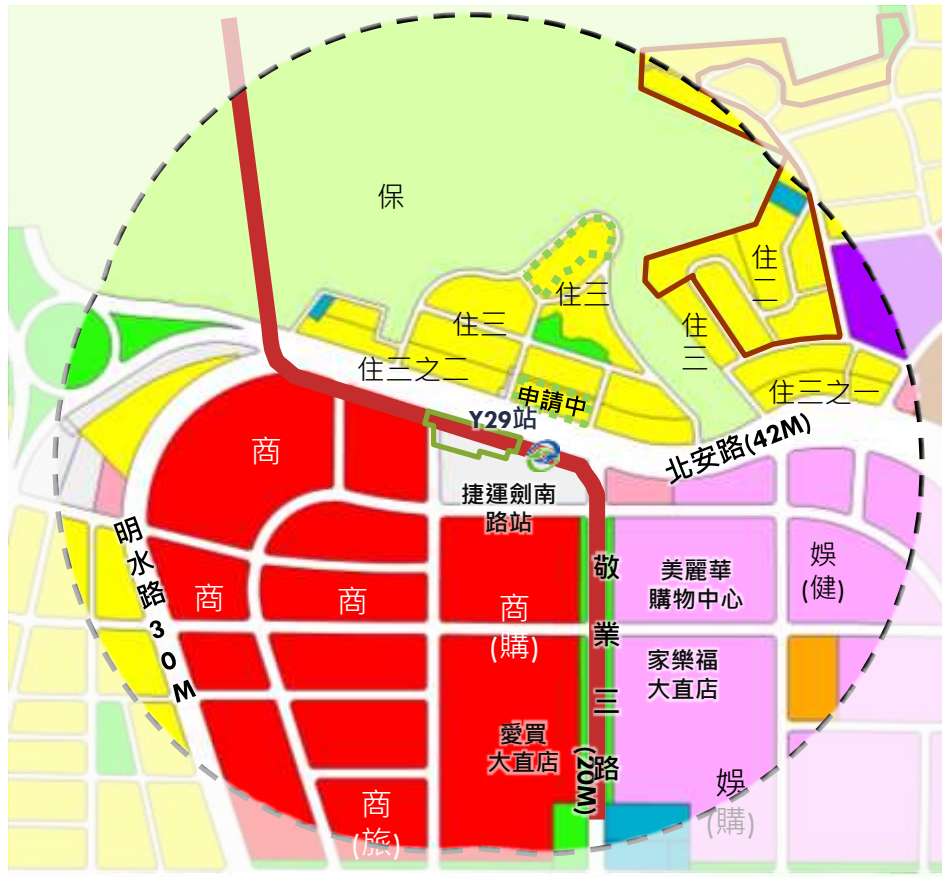 保
住三
住三
住二
住三
住三之二
住三之一
申請中
Y29站
北安路(42M)
捷運劍南
路站
商
明水路30M
商
商
商
(購)
敬業三路
(20M)
美麗華
購物中心
娛
(健)
家樂福
大直店
愛買
大直店
商
(旅)
娛
(購)